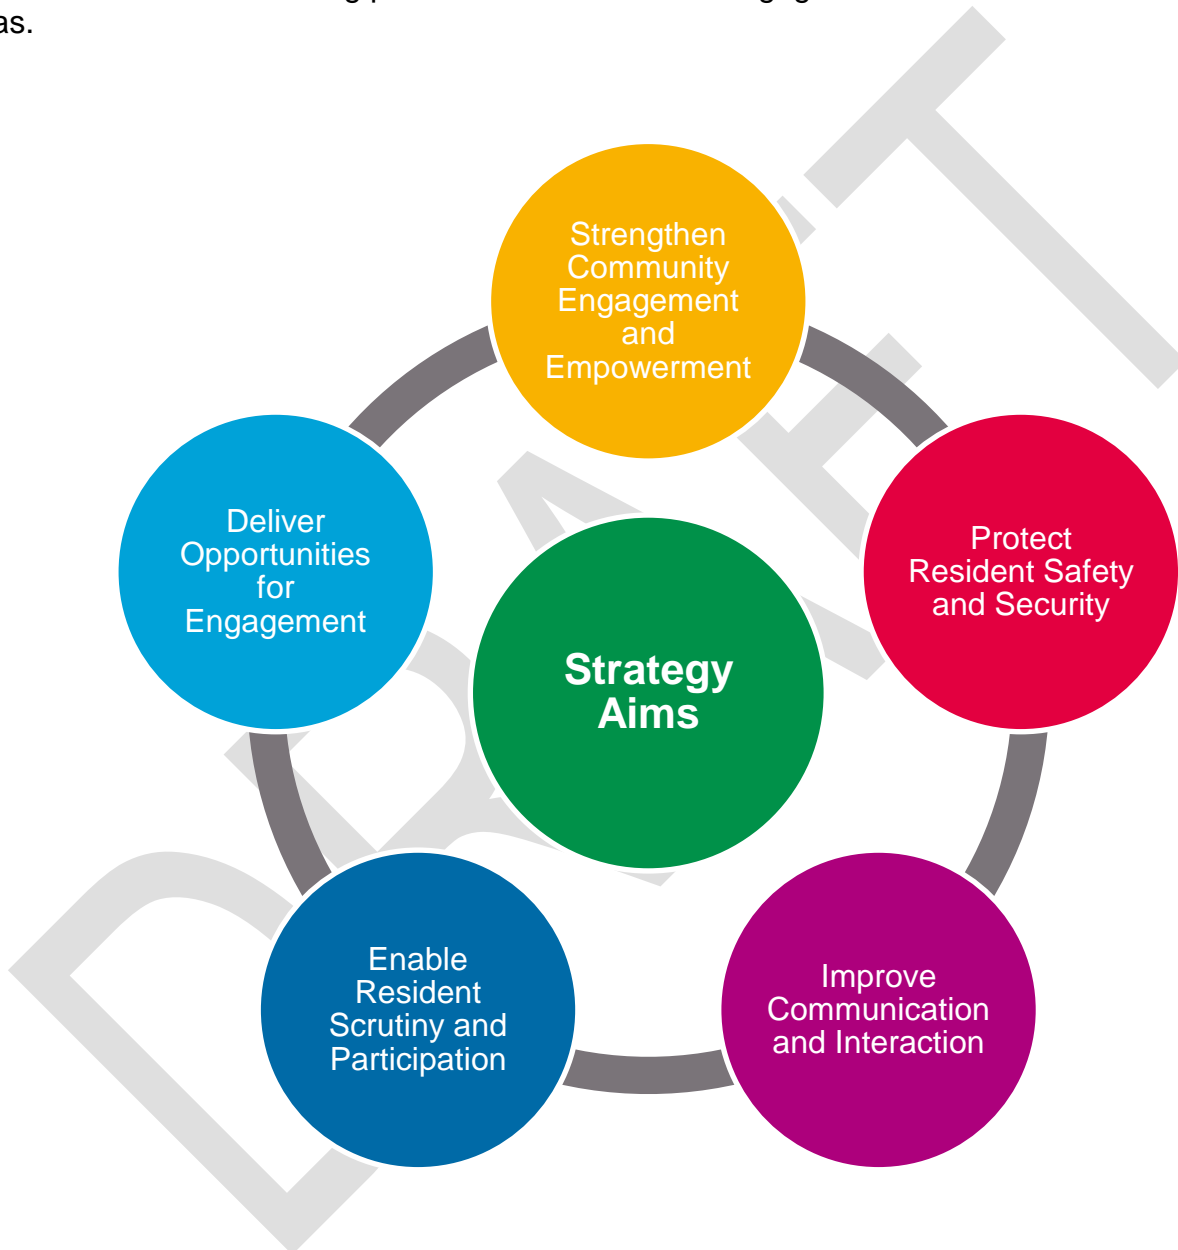 as.
Strengthen
Community
Engagement
and
Empowerment
Protect
Resident Safety
and Security
Improve
Communication
and Interaction
Enable
Resident
Scrutiny and
Participation
Deliver
Opportunities
for
Engagement
Strategy
Aims
DRAFT